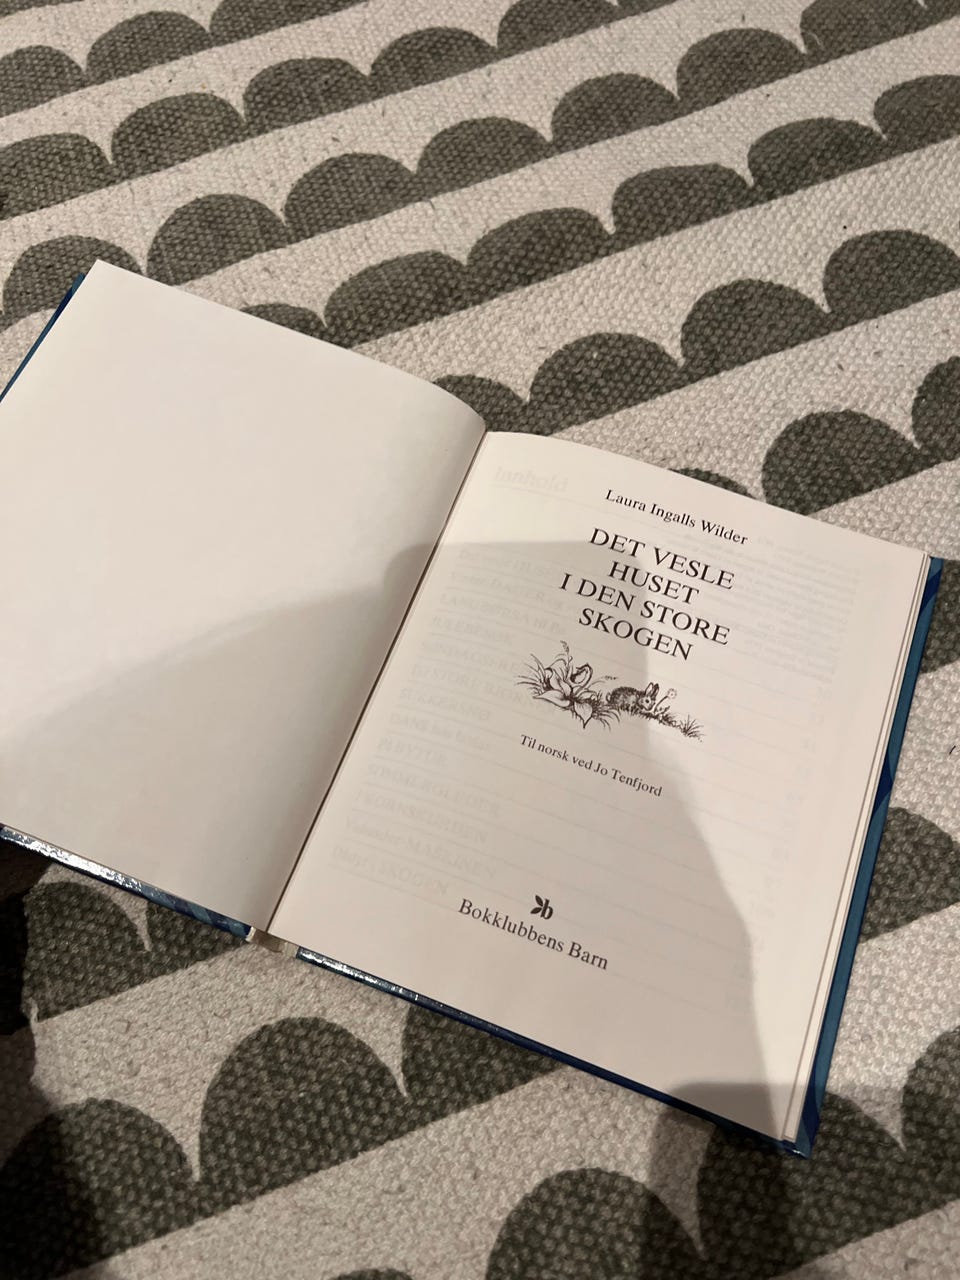 Laura Ingalls Wilder
DET VESLE
HUSET
I DEN STORE
SKOGEN
Til norsk ved Jo Tenfjord
b
Bokklubbens Barn